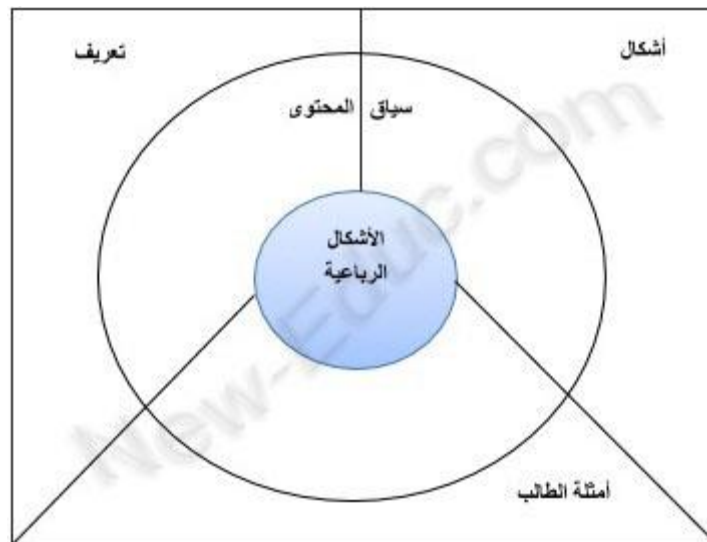 أشكال
تعريف
سياق المحتوى
الأشكال
الرباعية
أمثلة الطالب
New-Educ.com